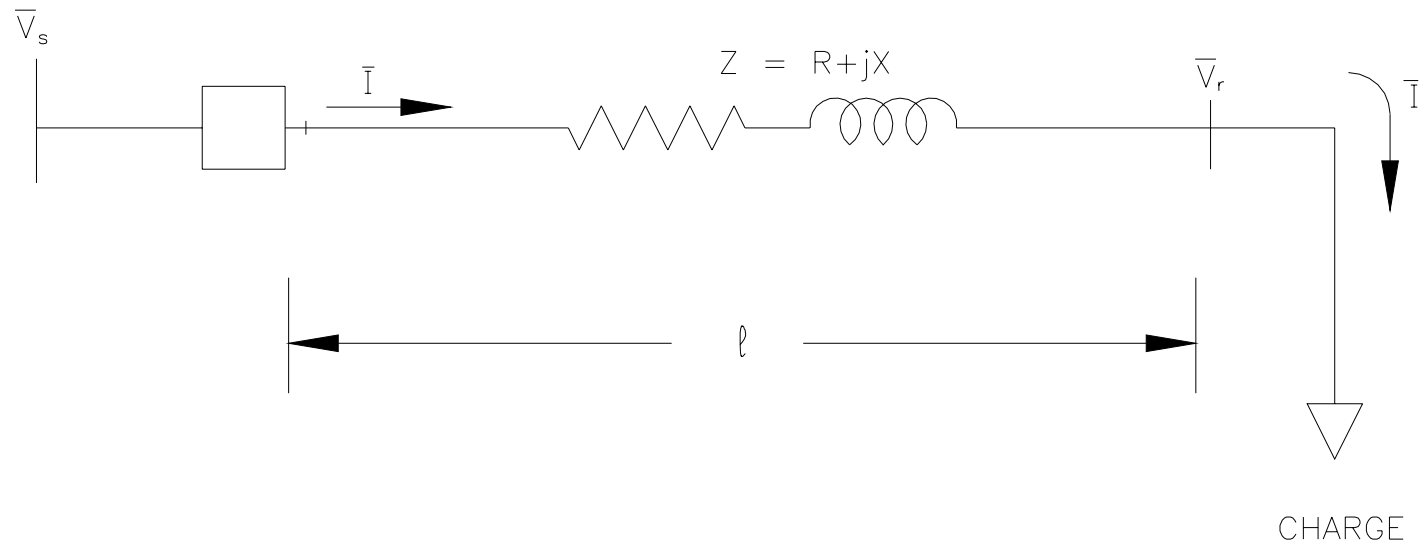 V̅s
I̅
Z = R+jX
V̅r
I̅
ℓ
CHARGE